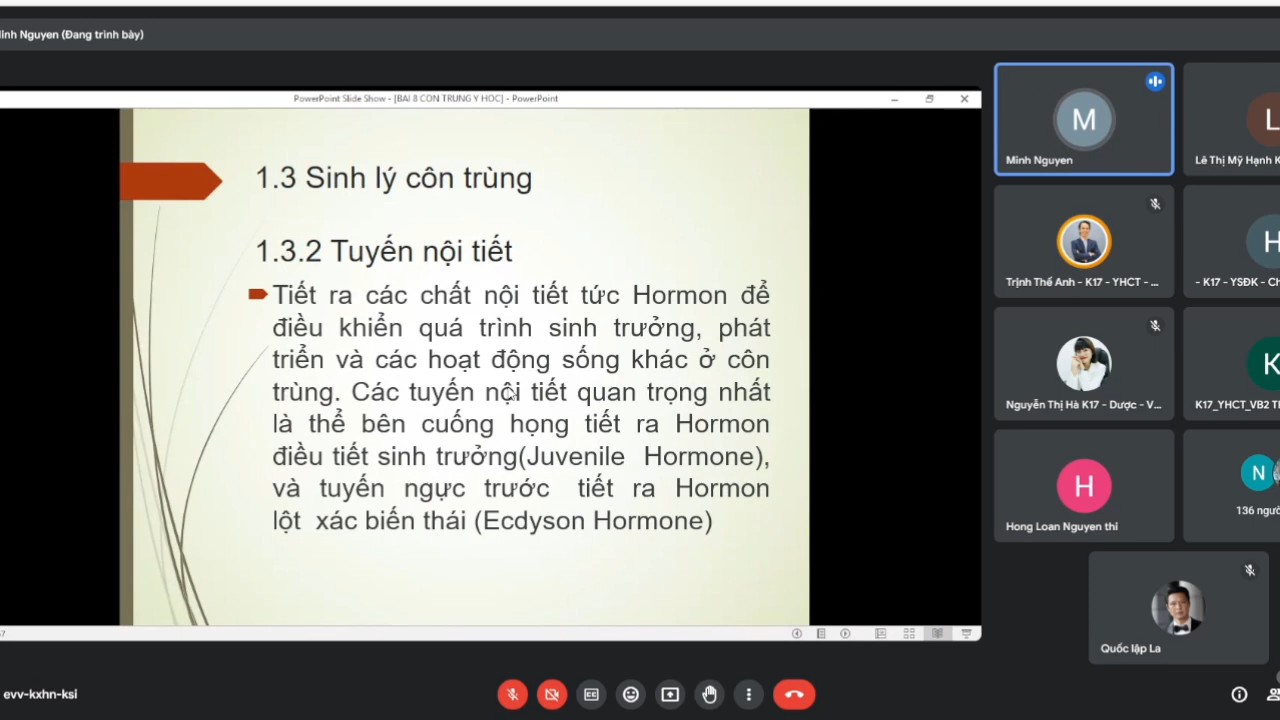 inh Nguyen (Đang trình bày)
PowerPoint Slide Show - [BAI 8 CON TRUNG Y HOC] - PowerPoint
1.3 Sinh lý côn trùng
1.3.2 Tuyến nội tiết
Tiết ra các chất nội tiết tức Hormon để
điều khiển quá trình sinh trưởng, phát
triển và các hoạt động sống khác ở côn
trùng. Các tuyến nội tiết quan trọng nhất
là thể bên cuống họng tiết ra Hormon
điều tiết sinh trưởng(Juvenile Hormone),
và tuyến ngực trước tiết ra Hormon
lột xác biến thái (Ecdyson Hormone)
M
Minh Nguyen
L
Lê Thị Mỹ Hạnh K
Trịnh Thế Anh - K17 - YHCT - ...
H
- K17 - YSĐK - C
Nguyễn Thị Hà K17 - Dược - V...
K
K17_YHCT_VB2 T
H
Hong Loan Nguyen thi
N
136 ngườ
Quốc lập La
evv-kxhn-ksi